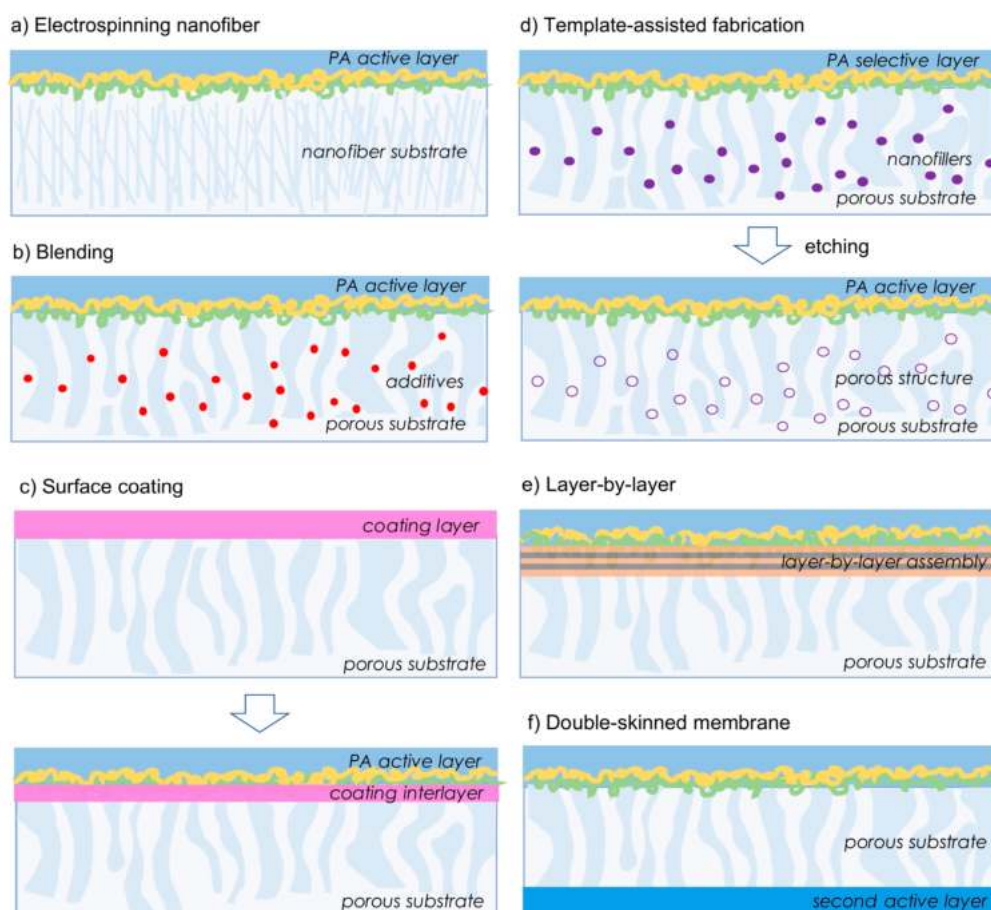 a) Electrospinning nanofiber
PA active layer
nanofiber substrate
b) Blending
PA active layer
additives
porous substrate
c) Surface coating
coating layer
porous substrate
PA active layer
coating interlayer
porous substrate
d) Template-assisted fabrication
PA selective layer
nanofillers
porous substrate
etching
PA active layer
porous structure
porous substrate
e) Layer-by-layer
layer-by-layer assembly
porous substrate
f) Double-skinned membrane
porous substrate
second active layer